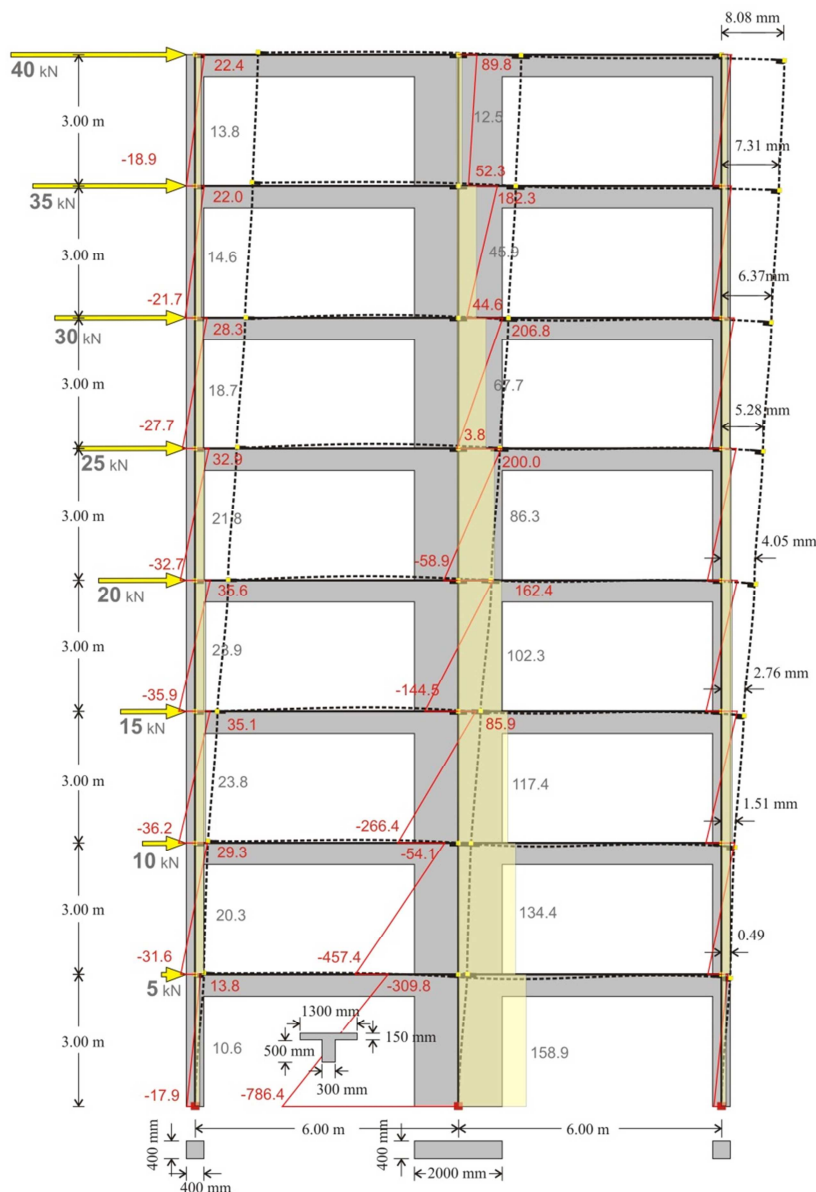 8.08 mm
40 kN
22.4
89.8
3.00 m
13.8
12.5
7.31 mm
-18.9
52.3
35 kN
22.0
182.3
3.00 m
14.6
45.9
6.37mm
-21.7
44.6
30 kN
28.3
206.8
3.00 m
18.7
67.7
5.28 mm
-27.7
3.8
25 kN
32.9
200.0
3.00 m
21.8
86.3
4.05 mm
-32.7
-58.9
20 kN
35.6
162.4
3.00 m
23.9
102.3
2.76 mm
-35.9
-144.5
15 kN
35.1
85.9
3.00 m
23.8
117.4
1.51 mm
-36.2
-266.4
10 kN
29.3
-54.1
3.00 m
20.3
134.4
0.49
-31.6
-457.4
5 kN
13.8
-309.8
1300 mm
3.00 m
10.6
500 mm
150 mm
158.9
300 mm
-17.9
-786.4
6.00 m
6.00 m
400 mm
400 mm
400 mm
2000 mm